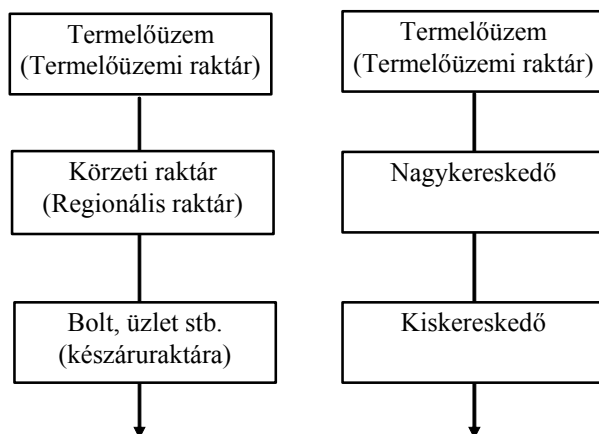 Termelőüzem
(Termelőüzemi raktár)
Körzeti raktár
(Regionális raktár)
Bolt, üzlet stb.
(készáruraktára)
Termelőüzem
(Termelőüzemi raktár)
Nagykereskedő
Kiskereskedő